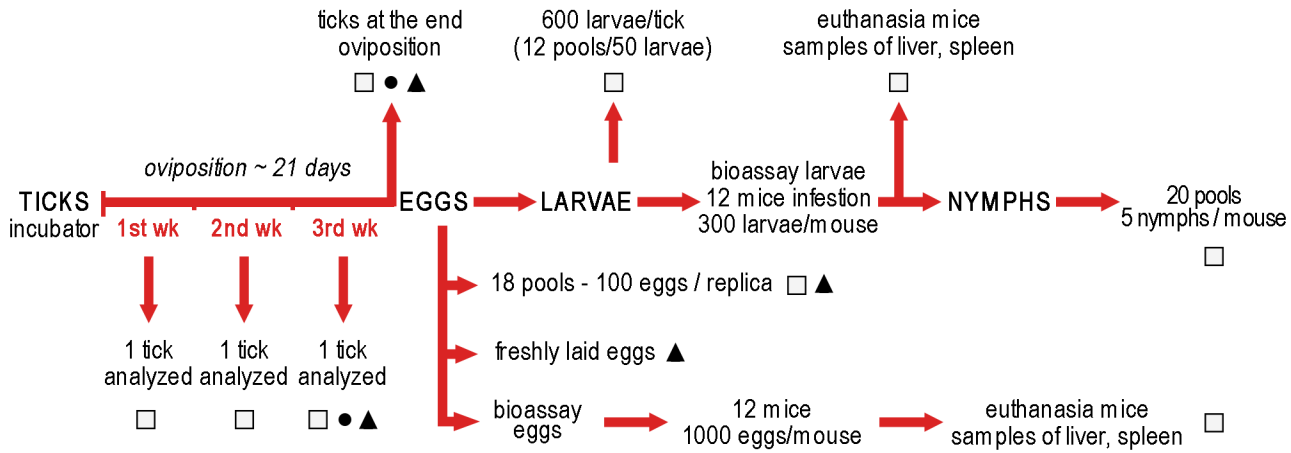 ticks at the end
oviposition
600 larvae/tick
(12 pools/50 larvae)
euthanasia mice
samples of liver, spleen
oviposition ~ 21 days
TICKS
incubator
1st wk
2nd wk
3rd wk
EGGS
LARVAE
bioassay larvae
12 mice infestion
300 larvae/mouse
NYMPHS
20 pools
5 nymphs / mouse
18 pools - 100 eggs / replica
freshly laid eggs
1 tick
analyzed
1 tick
analyzed
1 tick
analyzed
bioassay
eggs
12 mice
1000 eggs/mouse
euthanasia mice
samples of liver, spleen